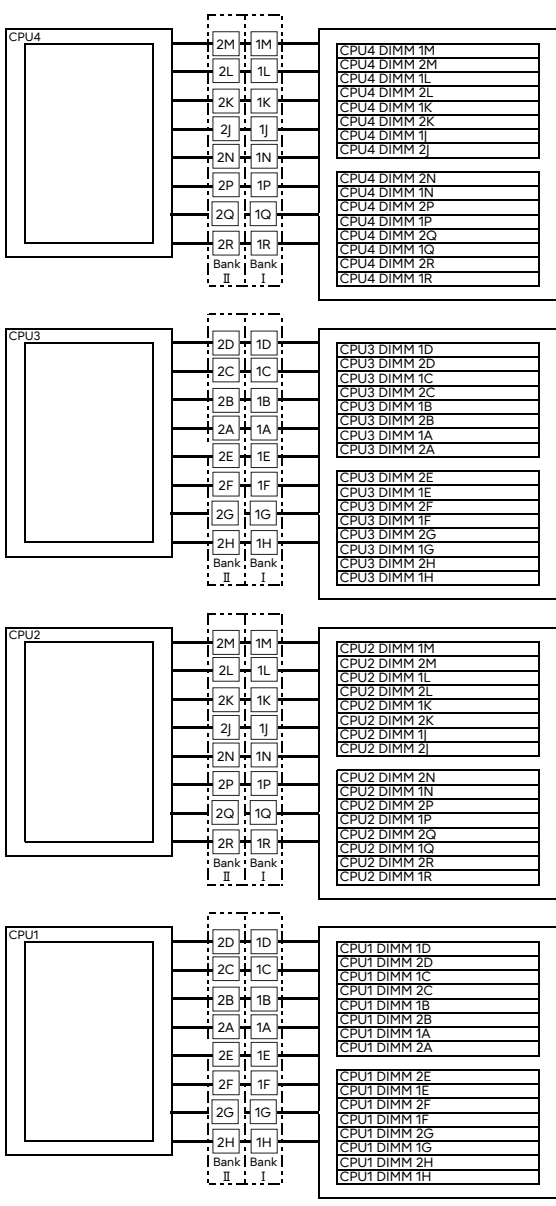 CPU4
2M 1M
2L 1L
2K 1K
2J 1J
2N 1N
2P 1P
2Q 1Q
2R 1R
Bank Bank
II I
CPU4 DIMM 1M
CPU4 DIMM 2M
CPU4 DIMM 1L
CPU4 DIMM 2L
CPU4 DIMM 1K
CPU4 DIMM 2K
CPU4 DIMM 1J
CPU4 DIMM 2J
CPU4 DIMM 2N
CPU4 DIMM 1N
CPU4 DIMM 2P
CPU4 DIMM 1P
CPU4 DIMM 2Q
CPU4 DIMM 1Q
CPU4 DIMM 2R
CPU4 DIMM 1R
CPU3
2D 1D
2C 1C
2B 1B
2A 1A
2E 1E
2F 1F
2G 1G
2H 1H
Bank Bank
II I
CPU3 DIMM 1D
CPU3 DIMM 2D
CPU3 DIMM 1C
CPU3 DIMM 2C
CPU3 DIMM 1B
CPU3 DIMM 2B
CPU3 DIMM 1A
CPU3 DIMM 2A
CPU3 DIMM 2E
CPU3 DIMM 1E
CPU3 DIMM 2F
CPU3 DIMM 1F
CPU3 DIMM 2G
CPU3 DIMM 1G
CPU3 DIMM 2H
CPU3 DIMM 1H
CPU2
2M 1M
2L 1L
2K 1K
2J 1J
2N 1N
2P 1P
2Q 1Q
2R 1R
Bank Bank
II I
CPU2 DIMM 1M
CPU2 DIMM 2M
CPU2 DIMM 1L
CPU2 DIMM 2L
CPU2 DIMM 1K
CPU2 DIMM 2K
CPU2 DIMM 1J
CPU2 DIMM 2J
CPU2 DIMM 2N
CPU2 DIMM 1N
CPU2 DIMM 2P
CPU2 DIMM 1P
CPU2 DIMM 2Q
CPU2 DIMM 1Q
CPU2 DIMM 2R
CPU2 DIMM 1R
CPU1
2D 1D
2C 1C
2B 1B
2A 1A
2E 1E
2F 1F
2G 1G
2H 1H
Bank Bank
II I
CPU1 DIMM 1D
CPU1 DIMM 2D
CPU1 DIMM 1C
CPU1 DIMM 2C
CPU1 DIMM 1B
CPU1 DIMM 2B
CPU1 DIMM 1A
CPU1 DIMM 2A
CPU1 DIMM 2E
CPU1 DIMM 1E
CPU1 DIMM 2F
CPU1 DIMM 1F
CPU1 DIMM 2G
CPU1 DIMM 1G
CPU1 DIMM 2H
CPU1 DIMM 1H